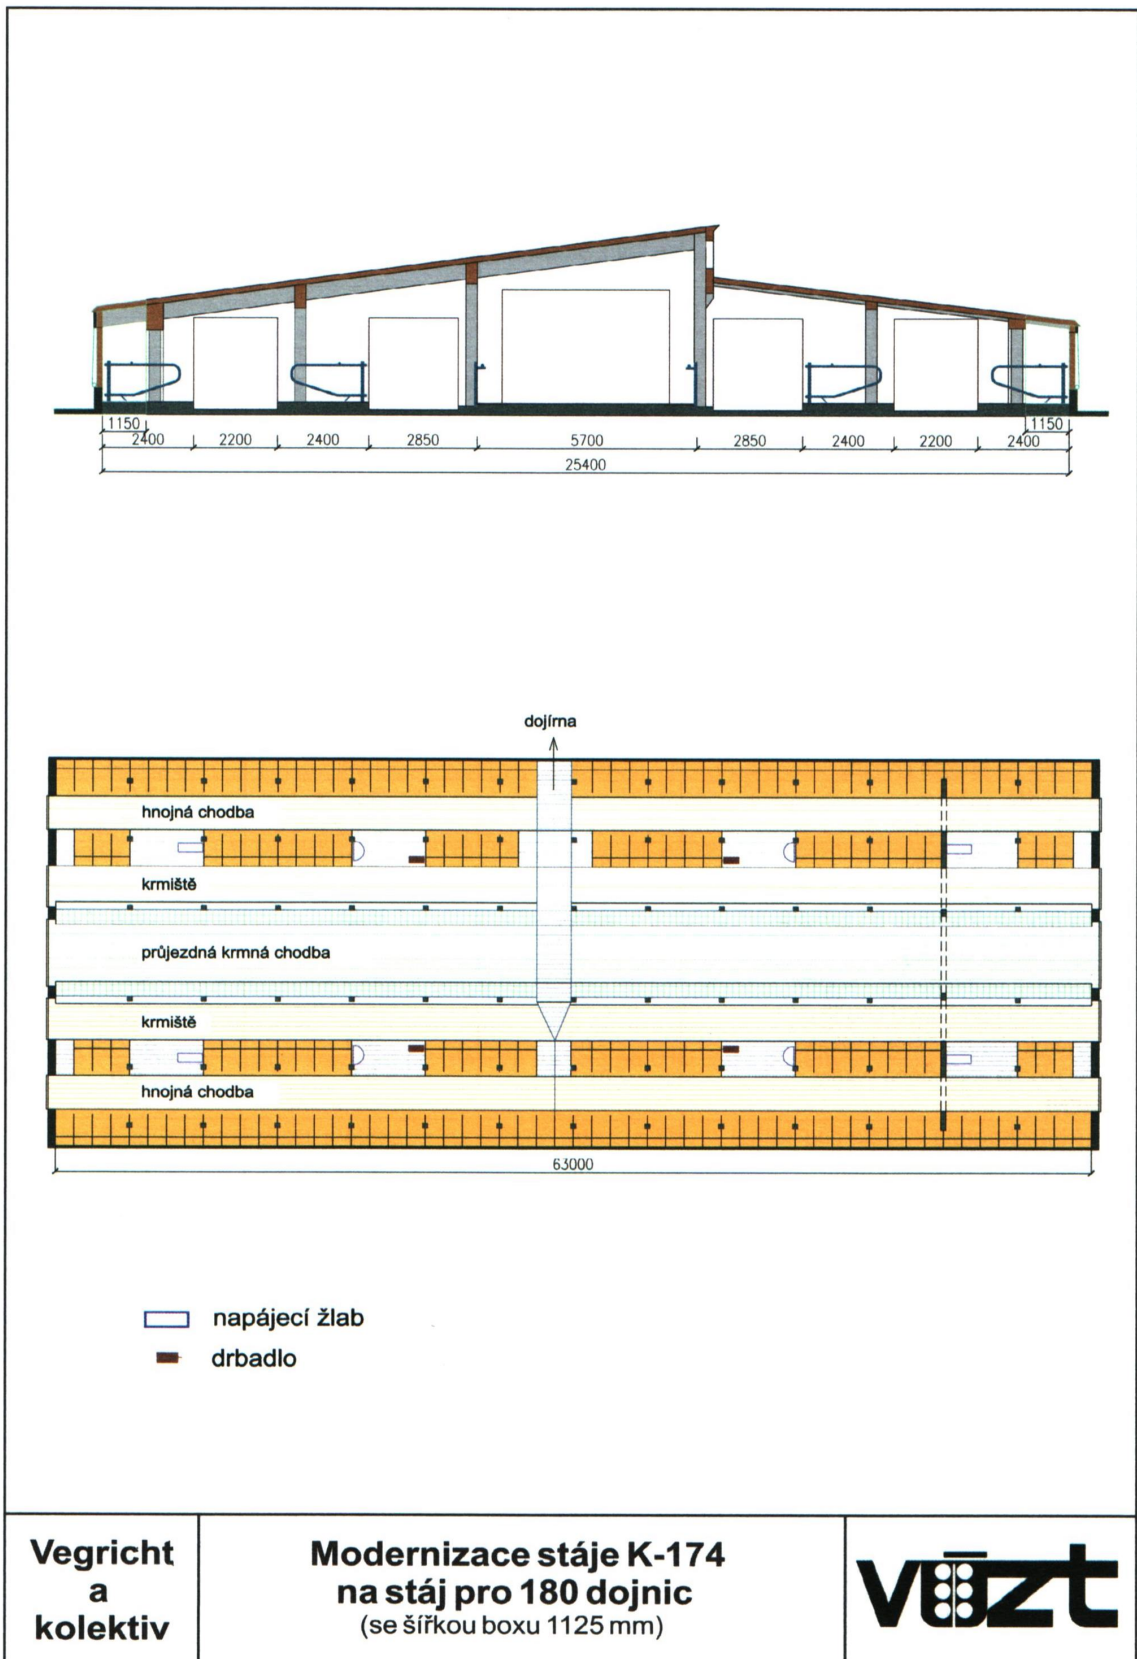 1150
1150
2400
2200
2400
2850
5700
2850
2400
2200
2400
25400
dojírna
hnojná chodba
krmiště
průjezdná krmná chodba
krmiště
hnojná chodba
63000
napájecí žlab
drbadlo
Vegricht
a
kolektiv
Modernizace stáje K-174
na stáj pro 180 dojnic
(se šířkou boxu 1125 mm)
vúzt